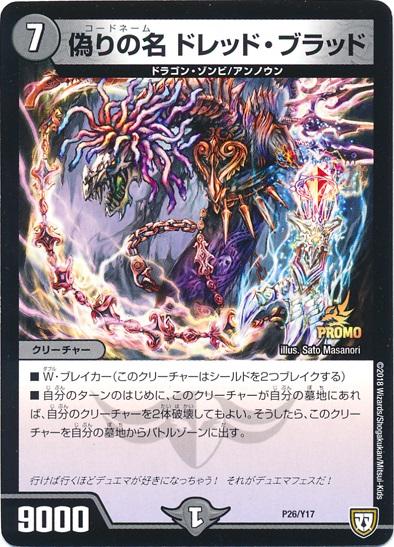 7
コードネーム
偽りの名 ドレッド・ブラッド
ドラゴン・ゾンビ/アンノウン
PROMO
illus. Sato Masanori
クリーチャー
©2018 Wizards/Shogakukan/Mitsui-Kids
■W・ブレイカー(このクリーチャーはシールドを2つブレイクする)
■自分のターンのはじめに、このクリーチャーが自分の墓地にあれ
ば、自分のクリーチャーを2体破壊してもよい。そうしたら、このクリー
チャーを自分の墓地からバトルゾーンに出す。
行けば行くほどデュエマが好きになっちゃう! それがデュエマフェスだ!
9000
P26/Y17